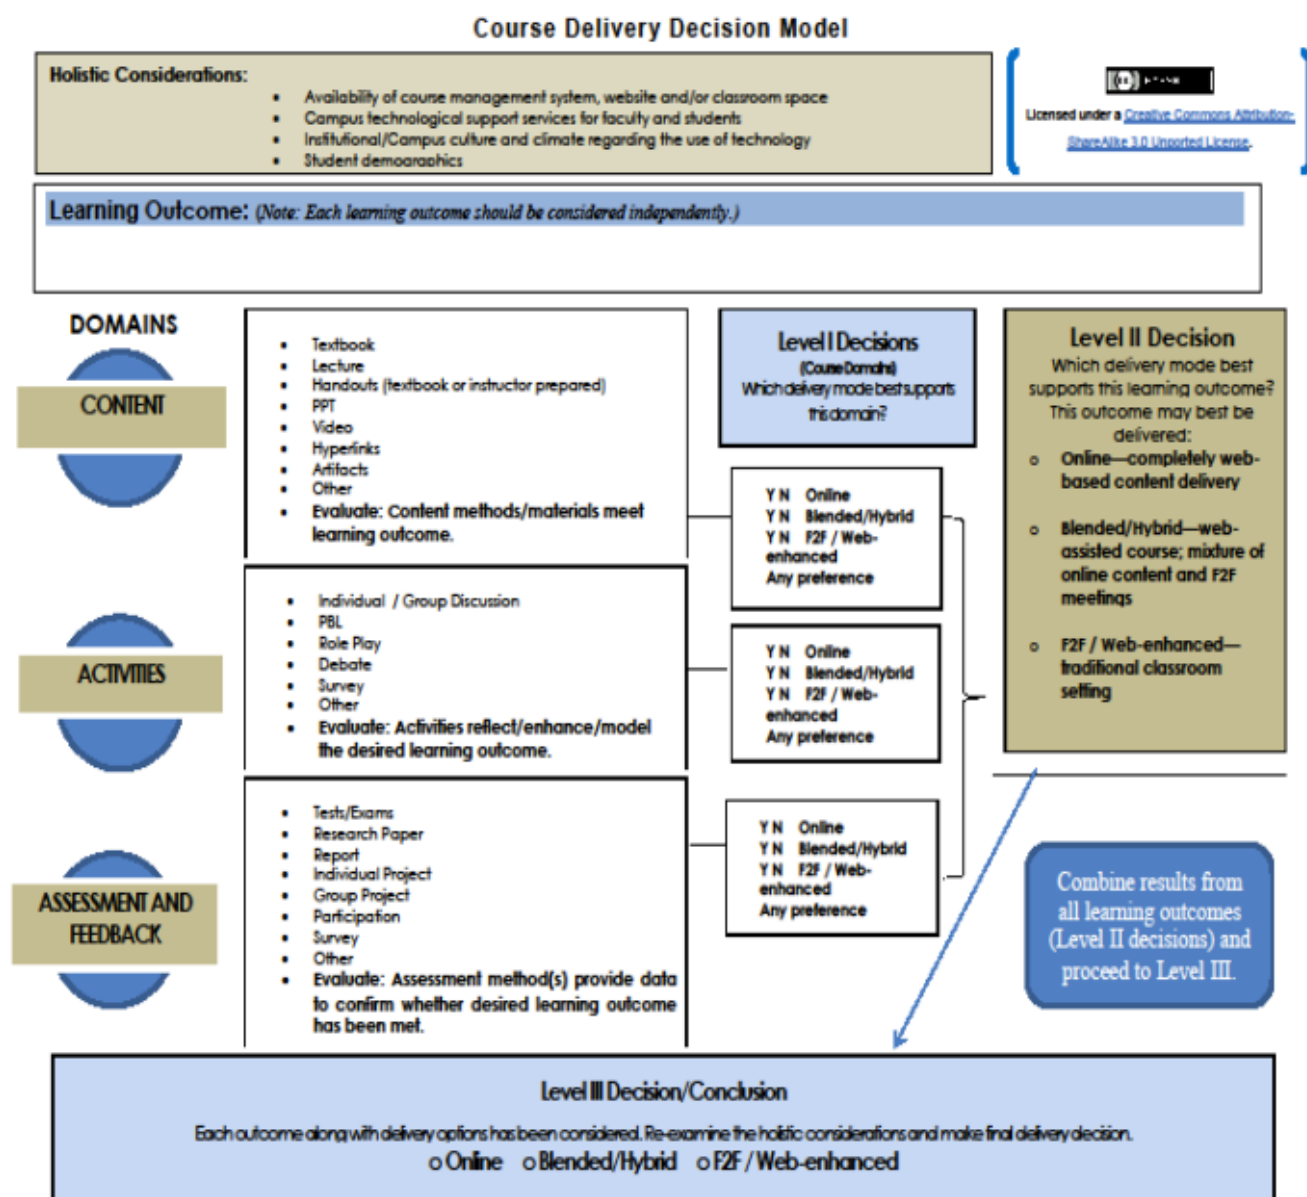 Course Delivery Decision Model
Holistic Considerations:
• Availability of course management system, website and/or classroom space
• Campus technological support services for faculty and students
• Institutional/Campus culture and climate regarding the use of technology
• Student demographics
Licensed under a Creative Commons Attribution-
ShareAlike 3.0 Unported License.
Learning Outcome: (Note: Each learning outcome should be considered independently.)
DOMAINS
CONTENT
• Textbook
• Lecture
• Handouts (textbook or instructor prepared)
• PPT
• Video
• Hyperlinks
• Artifacts
• Other
• Evaluate: Content methods/materials meet
learning outcome.
Level I Decisions
(Course Domains)
Which delivery mode best supports
this domain?
Y N Online
Y N Blended/Hybrid
Y N F2F / Web-
enhanced
Any preference
ACTIVITIES
• Individual / Group Discussion
• PBL
• Role Play
• Debate
• Survey
• Other
• Evaluate: Activities reflect/enhance/model
the desired learning outcome.
Y N Online
Y N Blended/Hybrid
Y N F2F / Web-
enhanced
Any preference
ASSESSMENT AND
FEEDBACK
• Tests/Exams
• Research Paper
• Report
• Individual Project
• Group Project
• Participation
• Survey
• Other
• Evaluate: Assessment method(s) provide data
to confirm whether desired learning outcome
has been met.
Y N Online
Y N Blended/Hybrid
Y N F2F / Web-
enhanced
Any preference
Level II Decision
Which delivery mode best
supports this learning outcome?
This outcome may best be
delivered:
o Online—completely web-
based content delivery
o Blended/Hybrid—web-
assisted course; mixture of
online content and F2F
meetings
o F2F / Web-enhanced—
traditional classroom
setting
Combine results from
all learning outcomes
(Level II decisions) and
proceed to Level III.
Level III Decision/Conclusion
Each outcome along with delivery options has been considered. Re-examine the holistic considerations and make final delivery decision.
o Online o Blended/Hybrid o F2F / Web-enhanced